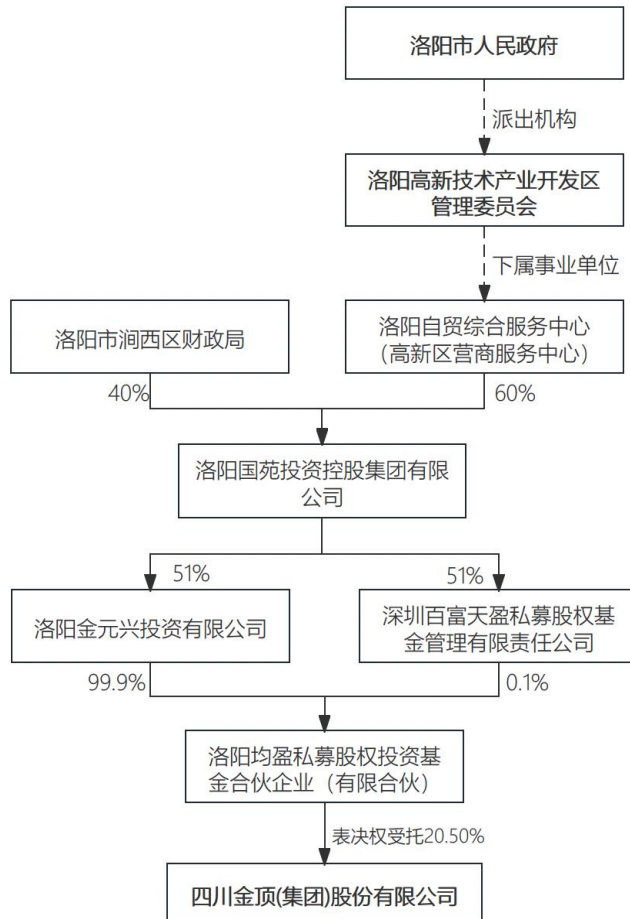 洛阳市人民政府
派出机构
洛阳高新技术产业开发区
管理委员会
下属事业单位
洛阳市涧西区财政局
洛阳自贸综合服务中心
（高新区营商服务中心）
40%
60%
洛阳国苑投资控股集团有限
公司
51%
51%
洛阳金元兴投资有限公司
深圳百富天盈私募股权基
金管理有限责任公司
99.9%
0.1%
洛阳均盈私募股权投资基
金合伙企业（有限合伙）
表决权受托20.50%
四川金顶(集团)股份有限公司